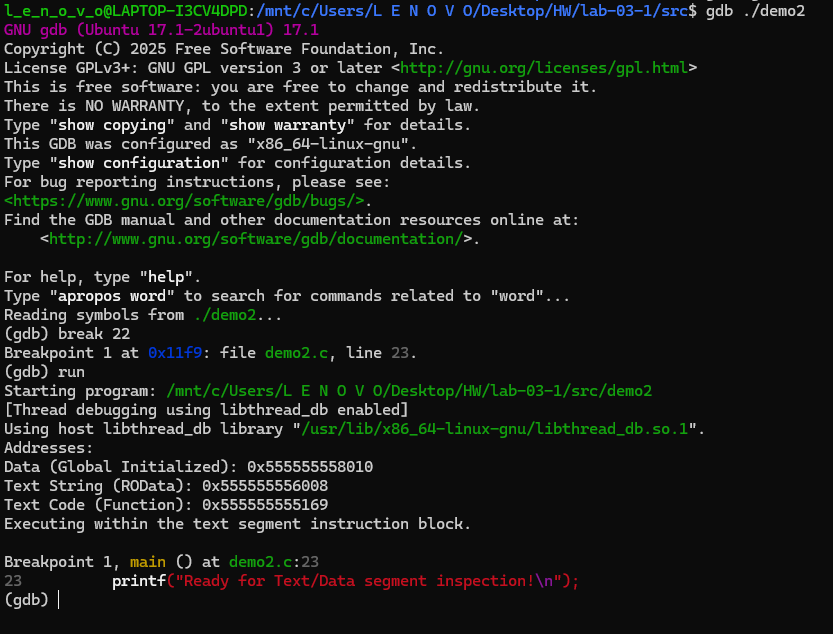 l_e_n_o_v_o@LAPTOP-I3CV4DPD:/mnt/c/Users/L E N O V O/Desktop/HW/lab-03-1/src$ gdb ./demo2
GNU gdb (Ubuntu 17.1-2ubuntu1) 17.1
Copyright (C) 2025 Free Software Foundation, Inc.
License GPLv3+: GNU GPL version 3 or later <http://gnu.org/licenses/gpl.html>
This is free software: you are free to change and redistribute it.
There is NO WARRANTY, to the extent permitted by law.
Type "show copying" and "show warranty" for details.
This GDB was configured as "x86_64-linux-gnu".
Type "show configuration" for configuration details.
For bug reporting instructions, please see:
<https://www.gnu.org/software/gdb/bugs/>.
Find the GDB manual and other documentation resources online at:
    <http://www.gnu.org/software/gdb/documentation/>.

For help, type "help".
Type "apropos word" to search for commands related to "word"...
Reading symbols from ./demo2...
(gdb) break 22
Breakpoint 1 at 0x11f9: file demo2.c, line 23.
(gdb) run
Starting program: /mnt/c/Users/L E N O V O/Desktop/HW/lab-03-1/src/demo2
[Thread debugging using libthread_db enabled]
Using host libthread_db library "/usr/lib/x86_64-linux-gnu/libthread_db.so.1".
Addresses:
Data (Global Initialized): 0x555555558010
Text String (ROData): 0x555555556008
Text Code (Function): 0x555555555169
Executing within the text segment instruction block.

Breakpoint 1, main () at demo2.c:23
23          printf("Ready for Text/Data segment inspection!\n");
(gdb)